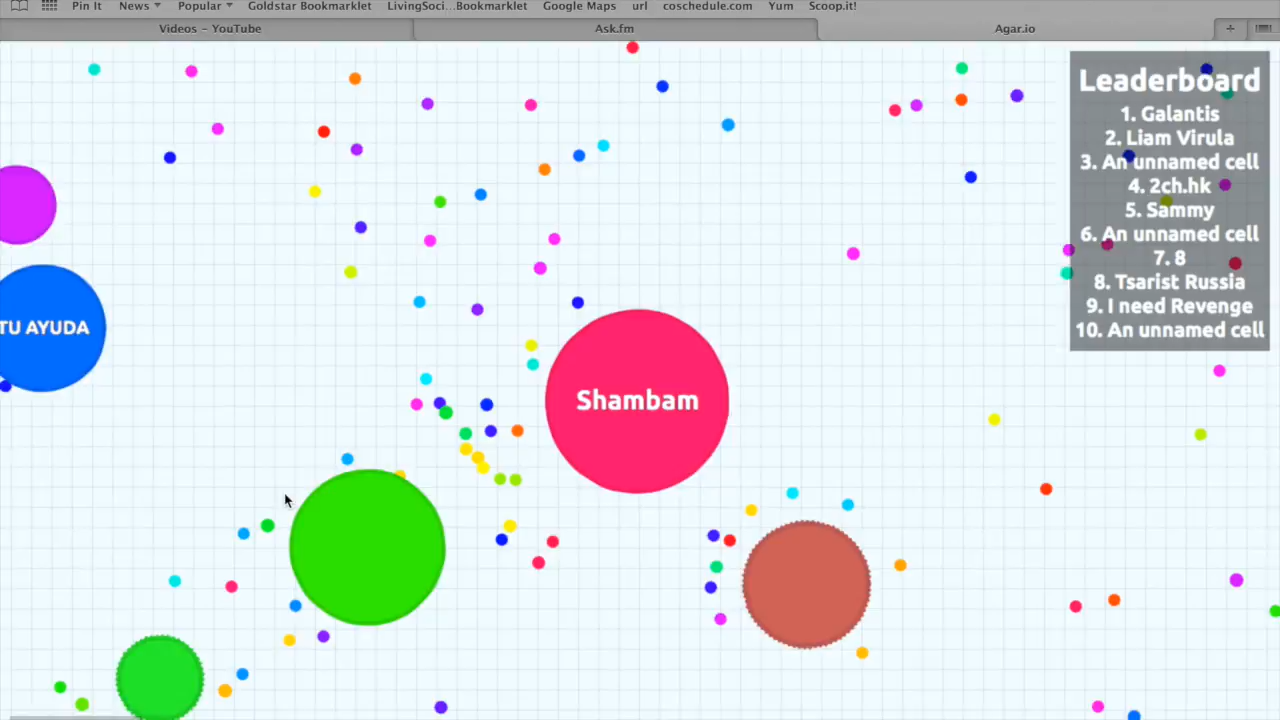 Pin It News Popular Goldstar Bookmarklet LivingSoci...Bookmarklet Google Maps url coschedule.com Yum Scoop.it!
Videos - YouTube Ask.fm Agar.io +
Leaderboard
1. Galantis
2. Liam Virula
3. An unnamed cell
4. 2ch.hk
5. Sammy
6. An unnamed cell
7. 8
8. Tsarist Russia
9. I need Revenge
10. An unnamed cell
TU AYUDA
Shambam